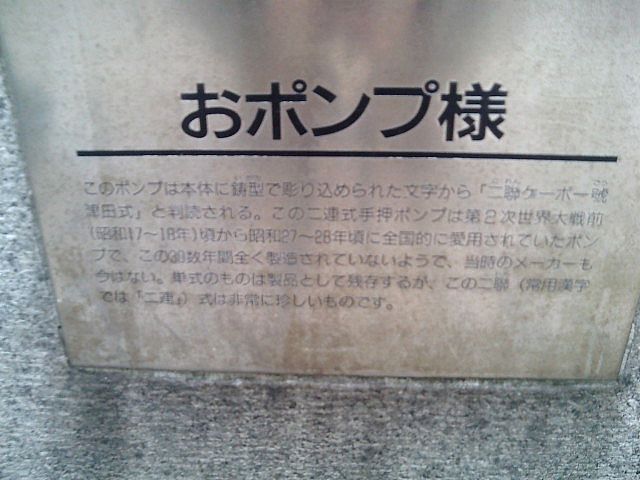 おポンプ様
このポンプは本体に鋳型で彫り込められた文字から「二聯ケーボー號
津田式」と判読される。この二連式手押ポンプは第2次世界大戦前
(昭和17〜18年)頃から昭和27〜28年頃に全国的に愛用されていたポン
プで、この30数年間全く製造されていないようで、当時のメーカーも
今はない。単式のものは製品として残存するが、この二聯(常用漢字
では「二連」)式は非常に珍しいものです。